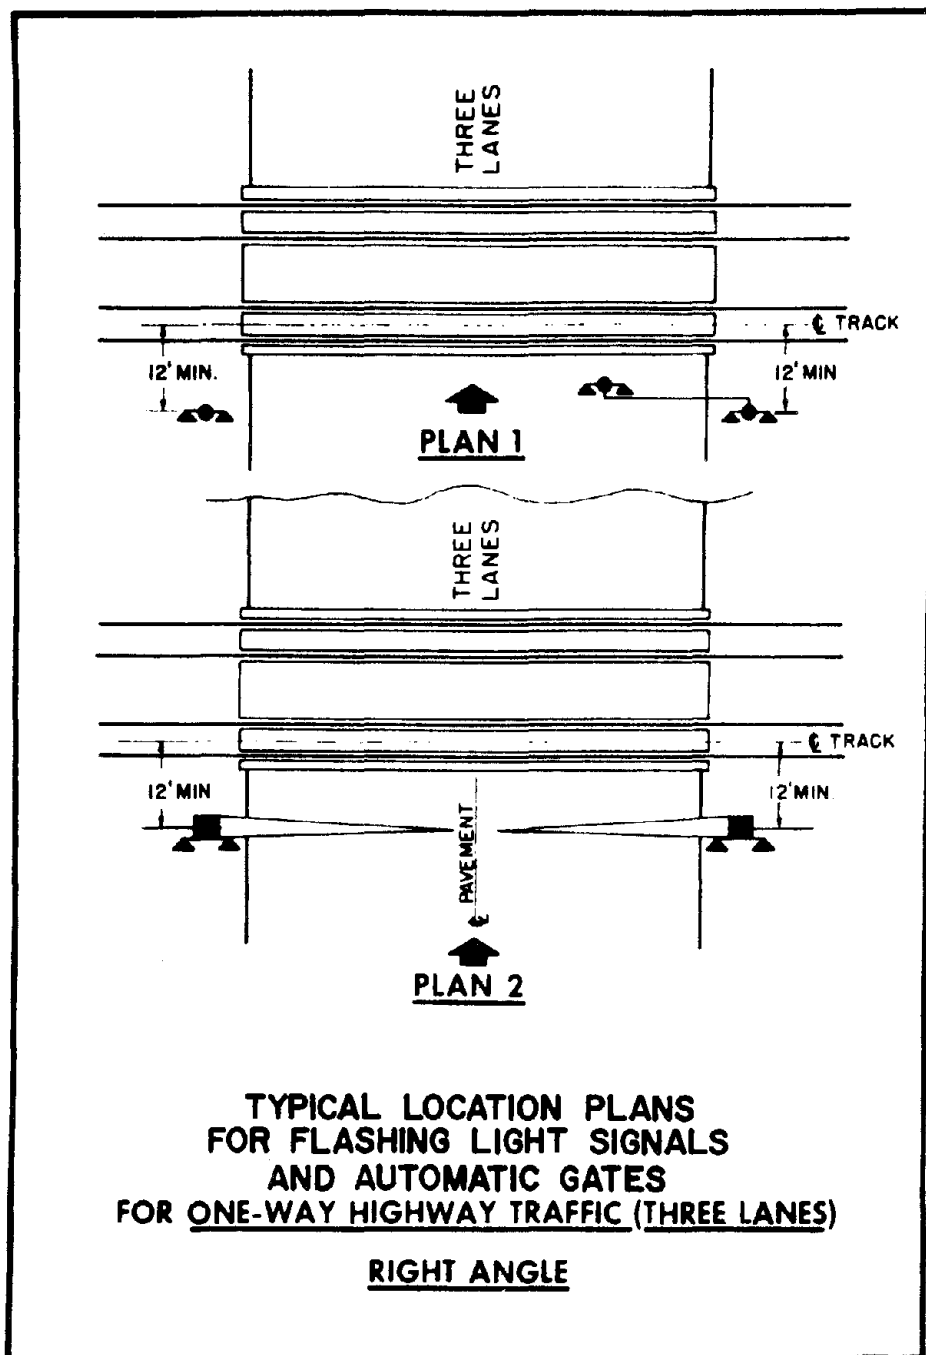 THREE
LANES
℄ TRACK
12' MIN.
12' MIN
PLAN 1
THREE
LANES
℄ TRACK
12' MIN
12' MIN.
℄ PAVEMENT
PLAN 2
TYPICAL LOCATION PLANS
FOR FLASHING LIGHT SIGNALS
AND AUTOMATIC GATES
FOR ONE-WAY HIGHWAY TRAFFIC (THREE LANES)
RIGHT ANGLE